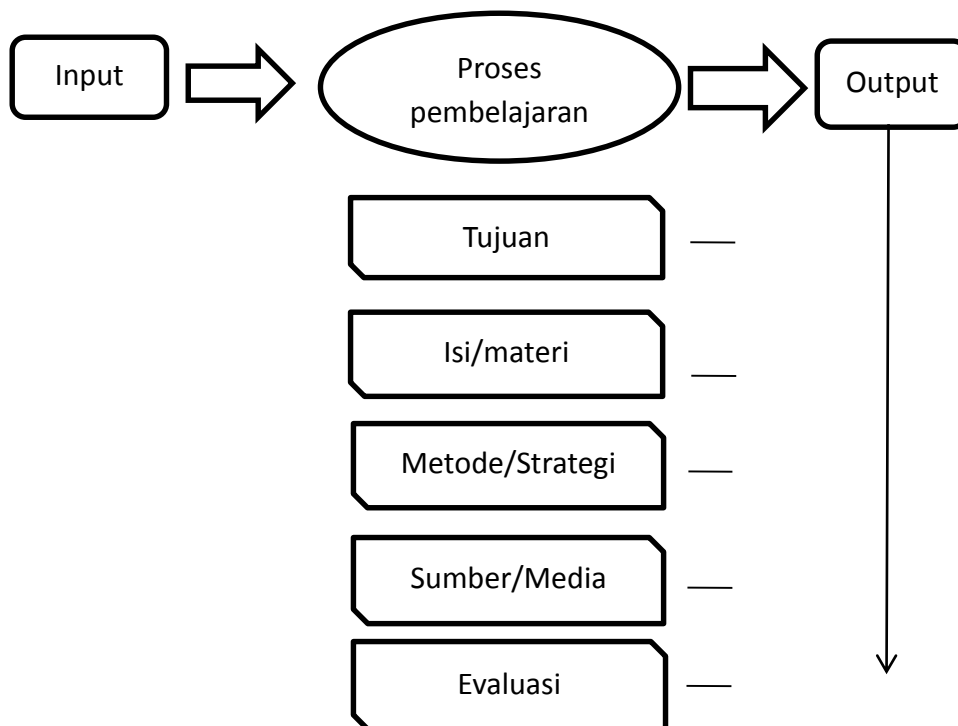 Input
Proses
pembelajaran
Output
Tujuan
Isi/materi
Metode/Strategi
Sumber/Media
Evaluasi